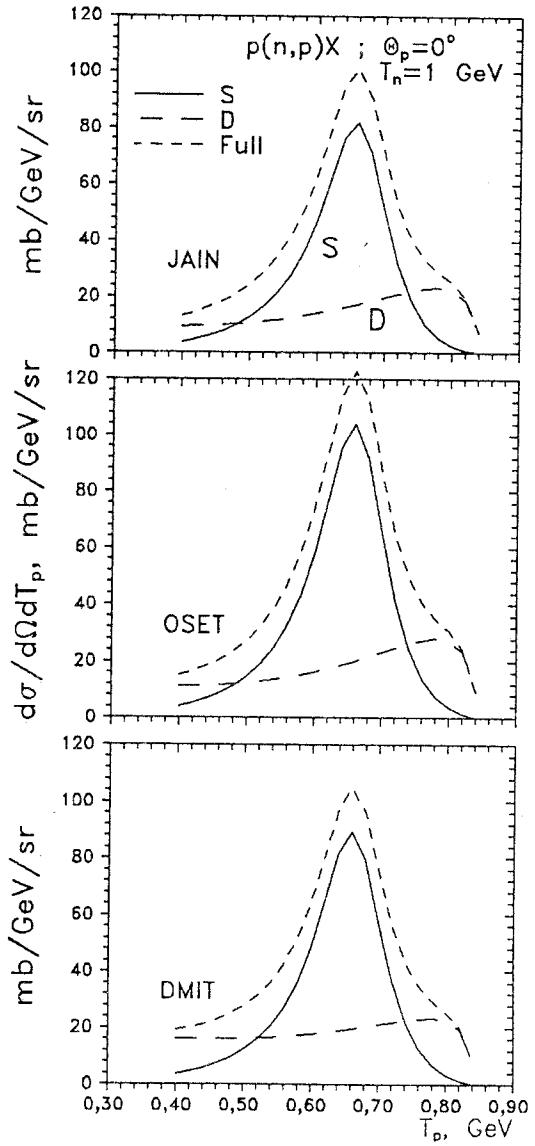 120
p(n,p)X ; Θp=0°
Tn=1 GeV
100
S
D
Full
80
60
40
20
0
S
JAIN
D
mb/GeV/sr
120
100
80
60
40
20
0
OSET
dσ/dΩdTp, mb/GeV/sr
120
100
80
60
40
20
0
DMIT
mb/GeV/sr
0,30 0,40 0,50 0,60 0,70 0,80 0,90
Tp, GeV